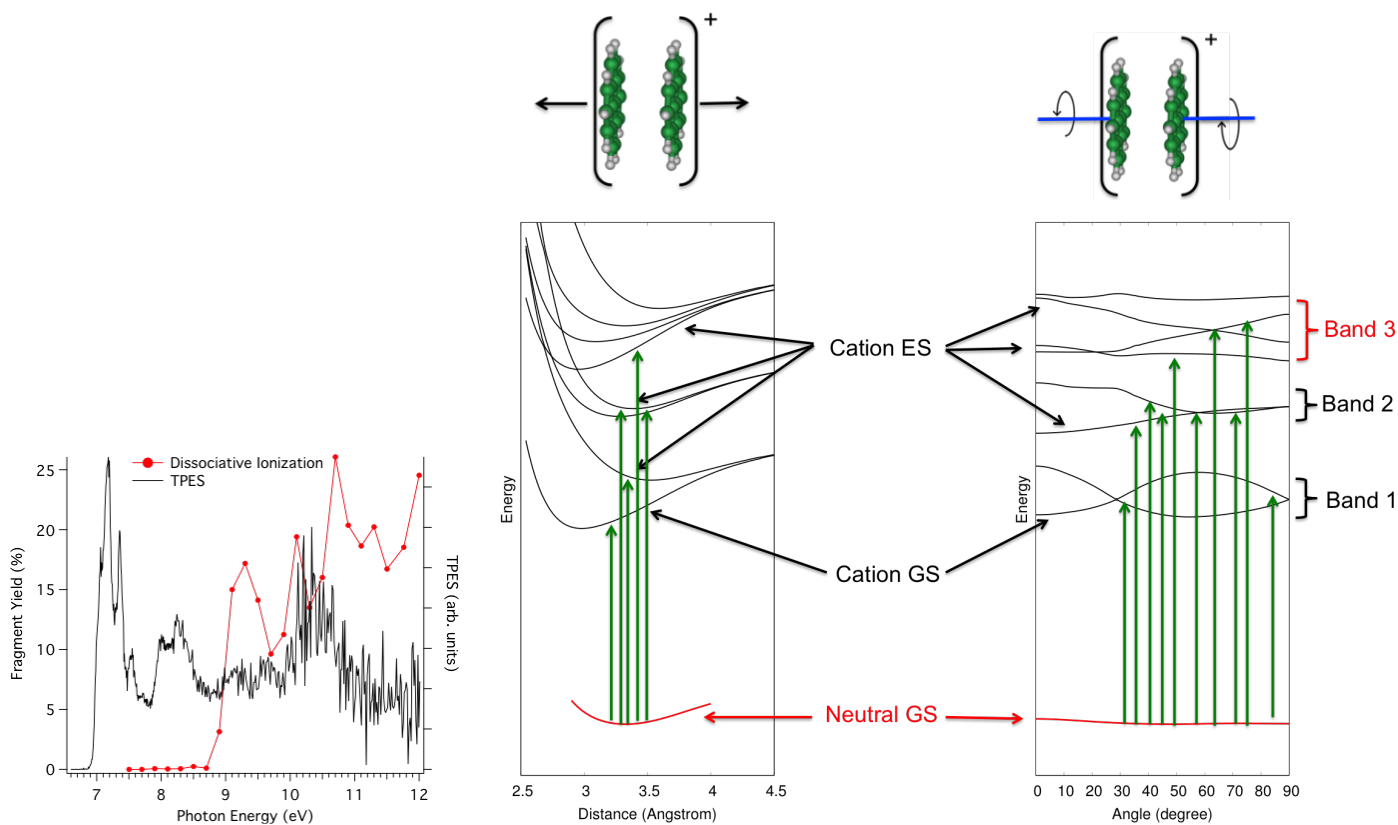 +
+
Dissociative Ionization
TPES
Fragment Yield (%)
25
20
15
10
5
0
7
8
9
10
11
12
Photon Energy (eV)
TPES (arb. units)
Energy
2.5
3
3.5
4
4.5
Distance (Angstrom)
Cation ES
Cation GS
Neutral GS
Energy
0
10
20
30
40
50
60
70
80
90
Angle (degree)
Band 3
Band 2
Band 1